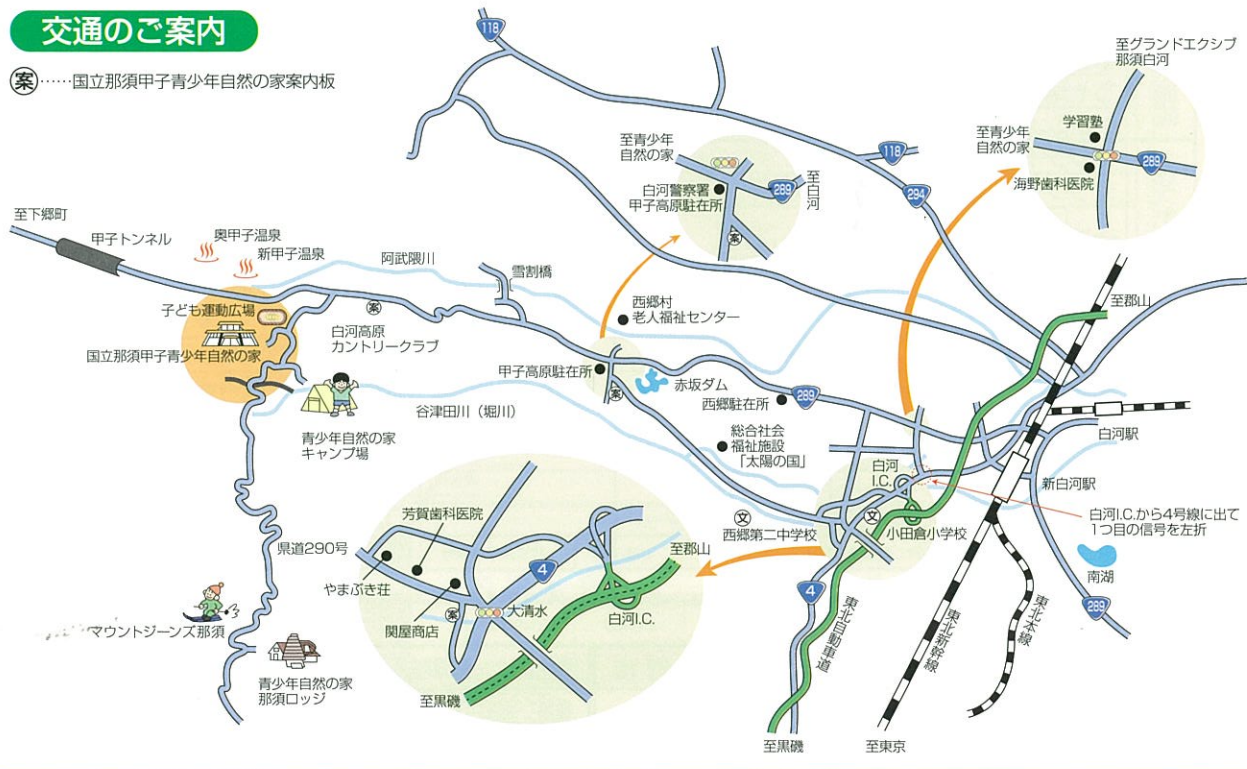 交通のご案内
案……国立那須甲子青少年自然の家案内板
118
至グランドエクシブ
那須白河
学習塾
至青少年
自然の家
289
海野歯科医院
118
294
至青少年
自然の家
白河警察署
甲子高原駐在所
289
至白河
案
至下郷町
甲子トンネル
奥甲子温泉
新甲子温泉
阿武隈川
雪割橋
子ども運動広場
案
白河高原
カントリークラブ
国立那須甲子青少年自然の家
西郷村
老人福祉センター
至郡山
甲子高原駐在所
案
赤坂ダム
西郷駐在所
289
谷津田川（堀川）
青少年自然の家
キャンプ場
総合社会
福祉施設
「太陽の国」
白河
I.C.
白河駅
新白河駅
文
西郷第二中学校
文
小田倉小学校
白河I.C.から4号線に出て
1つ目の信号を左折
南湖
289
4
東北自動車道
東北新幹線
東北本線
至黒磯
至東京
芳賀歯科医院
やまぶき荘
関屋商店
案
4
大清水
至郡山
白河I.C.
至黒磯
県道290号
マウントジーンズ那須
青少年自然の家
那須ロッジ